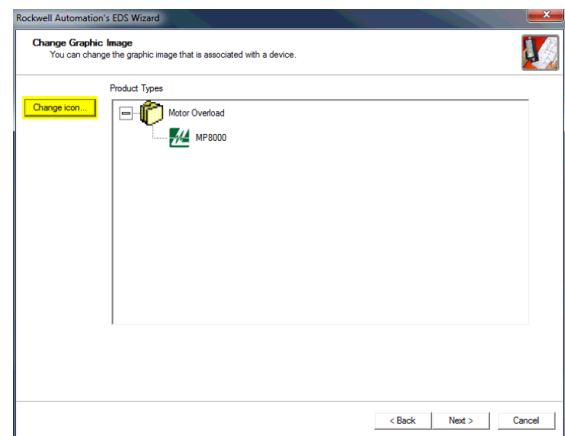 Rockwell Automation's EDS Wizard
Change Graphic Image
You can change the graphic image that is associated with a device.
Product Types
Change icon...
Motor Overload
MP8000
< Back
Next >
Cancel